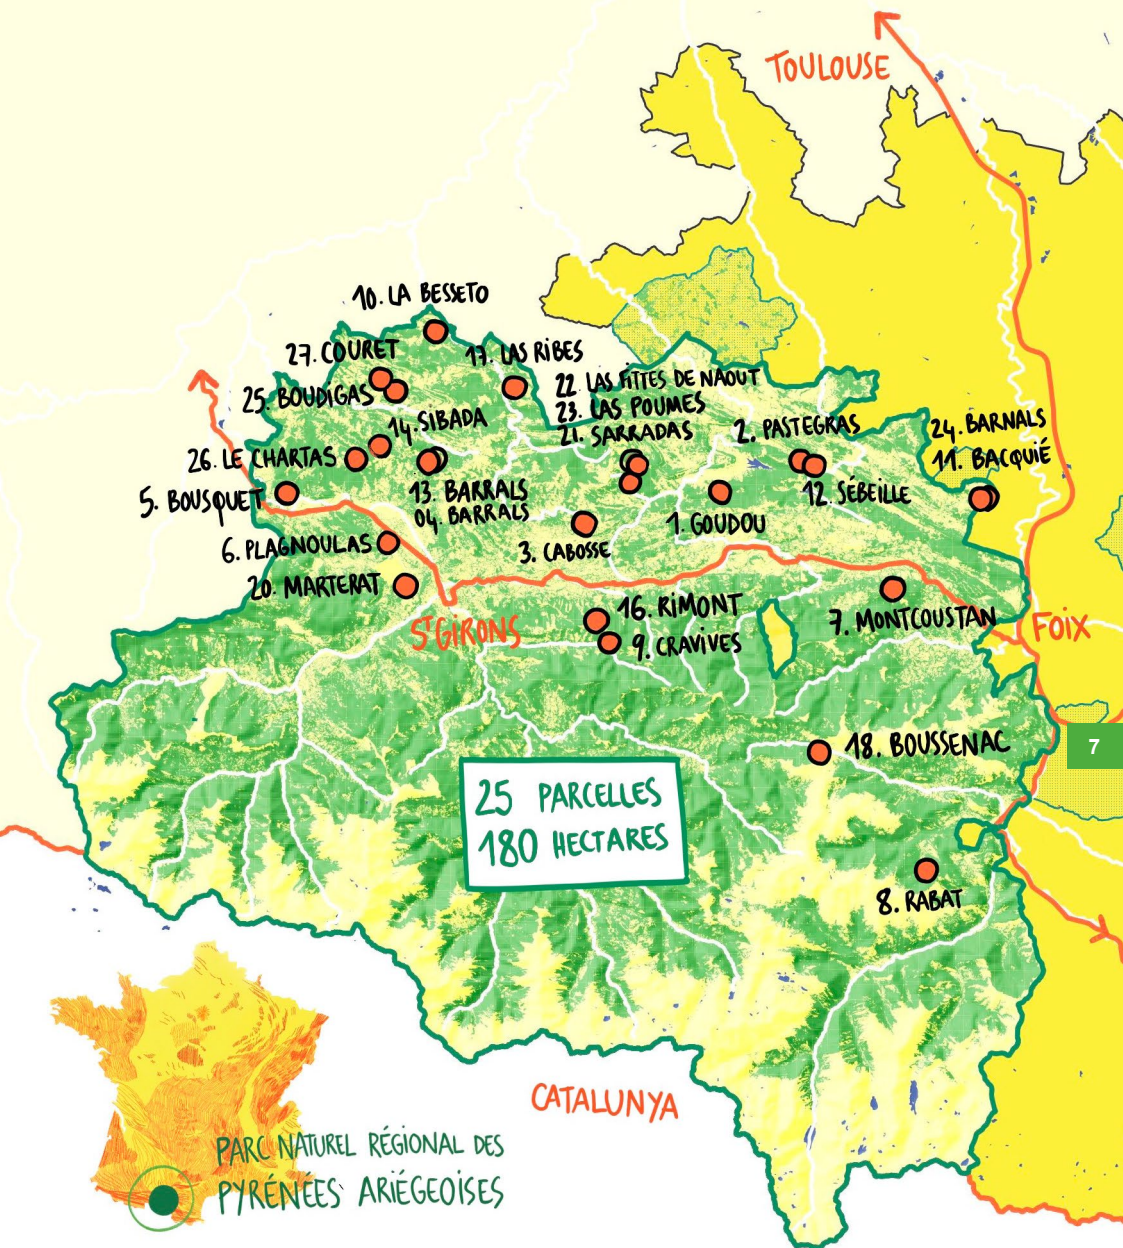 TOULOUSE
10. LA BESSETO
27. COURET
17. LAS RIBES
25. BOUDIGAS
22. LAS FITTES DE NAOUT
23. LAS POUMES
21. SARRADAS
14. SIBADA
2. PASTEGRAS
24. BARNALS
11. BACQUIÉ
26. LE CHARTAS
5. BOUSQUET
13. BARRALS
04. BARRALS
12. SÉBEILLE
1. GOUDOU
3. CABOSSE
6. PLAGNOULAS
20. MARTERAT
16. RIMONT
9. CRAVIVES
7. MONTCOUSTAN
ST GIRONS
FOIX
18. BOUSSENAC
7
25 PARCELLES
180 HECTARES
8. RABAT
CATALUNYA
PARC NATUREL RÉGIONAL DES
PYRÉNÉES ARIÉGEOISES